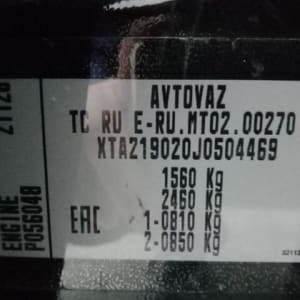 AVTOVAZ
TC RU E-RU.MT02.00270
XTA219020J0504469
1560 Kg
2460 Kg
EAC 1-0810 Kg
2-0850 Kg
ENGINE
P056048